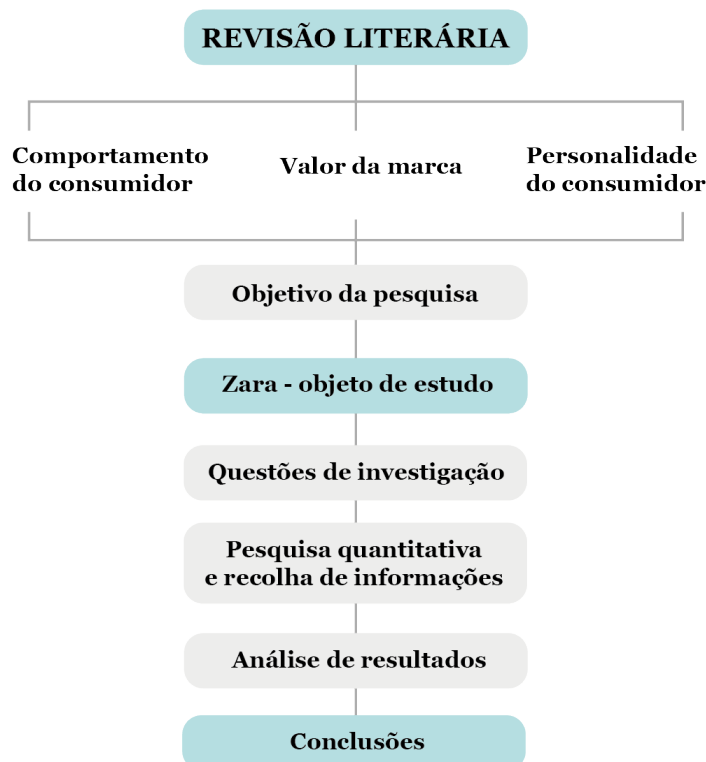 REVISÃO LITERÁRIA
Comportamento
do consumidor
Valor da marca
Personalidade
do consumidor
Objetivo da pesquisa
Zara - objeto de estudo
Questões de investigação
Pesquisa quantitativa
e recolha de informações
Análise de resultados
Conclusões